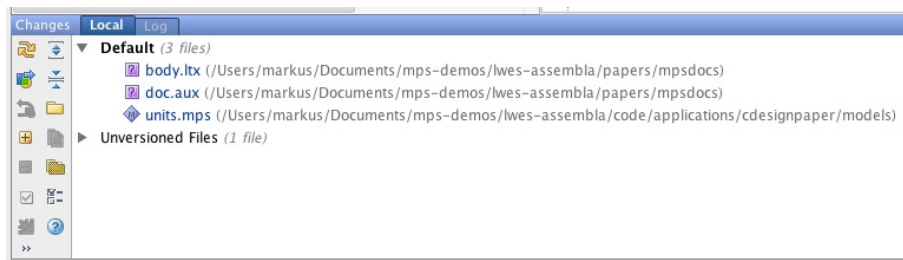 Changes Local Log
Default (3 files)
body.ltx (/Users/markus/Documents/mps-demos/lwes-assembla/papers/mpsdocs)
doc.aux (/Users/markus/Documents/mps-demos/lwes-assembla/papers/mpsdocs)
units.mps (/Users/markus/Documents/mps-demos/lwes-assembla/code/applications/cdesignpaper/models)
Unversioned Files (1 file)